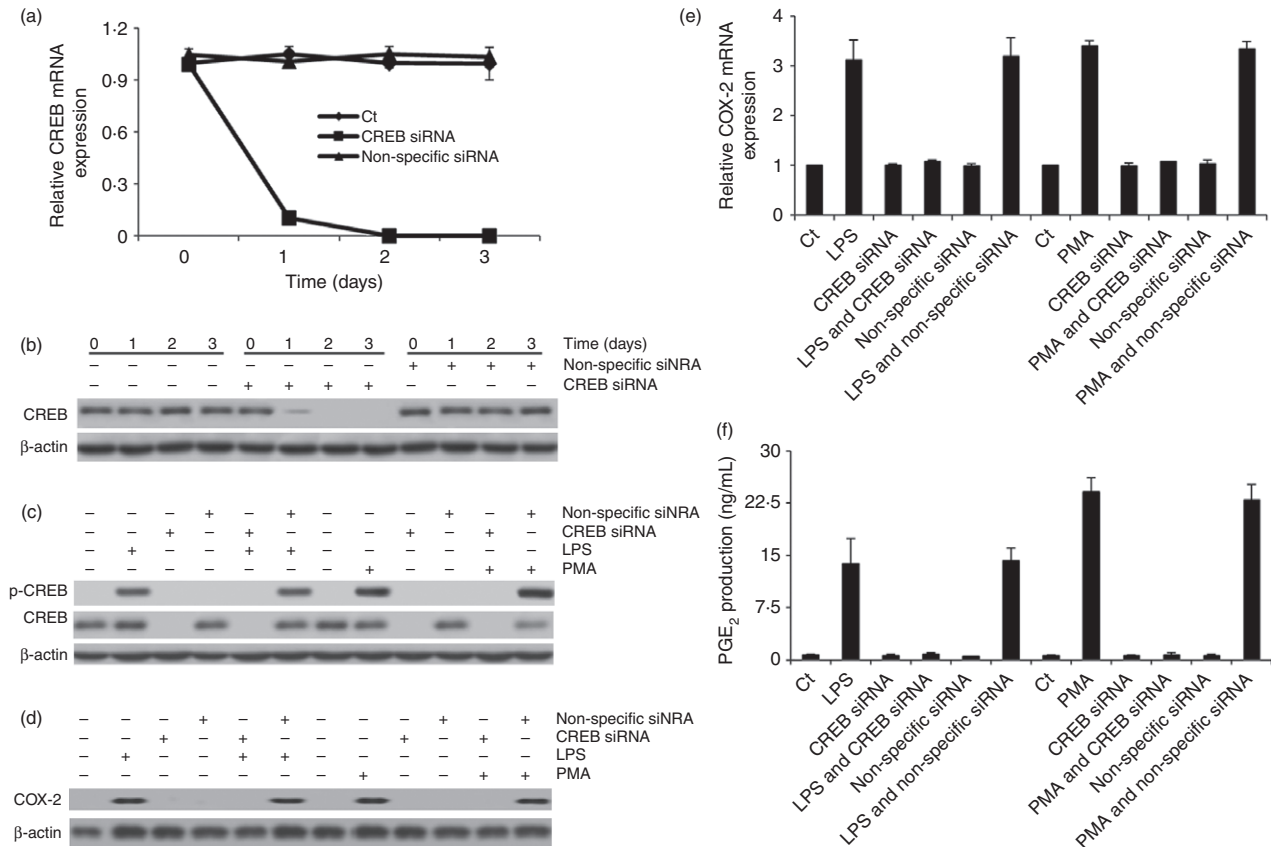 (a)
Relative CREB mRNA
expression
1·2
0·9
0·6
0·3
0
0 1 2 3
Time (days)
Ct
CREB siRNA
Non-specific siRNA
(b)
0 1 2 3 0 1 2 3 0 1 2 3 Time (days)
– – – – – – – – + + + + Non-specific siNRA
– – – – + + + + – – – – CREB siRNA
CREB
β-actin
(c)
– – – + – + – – – + – + Non-specific siNRA
– – + – + – – – + – + – CREB siRNA
– + – – + + – – – – – – LPS
– – – – – – – + – – + + PMA
p-CREB
CREB
β-actin
(d)
– – – + – + – – – + – + Non-specific siNRA
– – + – + – – – + – + – CREB siRNA
– + – – + + – – – – – – LPS
– – – – – – – + – – + + PMA
COX-2
β-actin
(e)
Relative COX-2 mRNA
expression
4
3
2
1
0
Ct
LPS
CREB siRNA
LPS and CREB siRNA
Non-specific siRNA
LPS and non-specific siRNA
Ct
PMA
CREB siRNA
PMA and CREB siRNA
Non-specific siRNA
PMA and non-specific siRNA
(f)
PGE2 production (ng/mL)
30
22·5
15
7·5
0
Ct
LPS
CREB siRNA
LPS and CREB siRNA
Non-specific siRNA
LPS and non-specific siRNA
Ct
PMA
CREB siRNA
PMA and CREB siRNA
Non-specific siRNA
PMA and non-specific siRNA